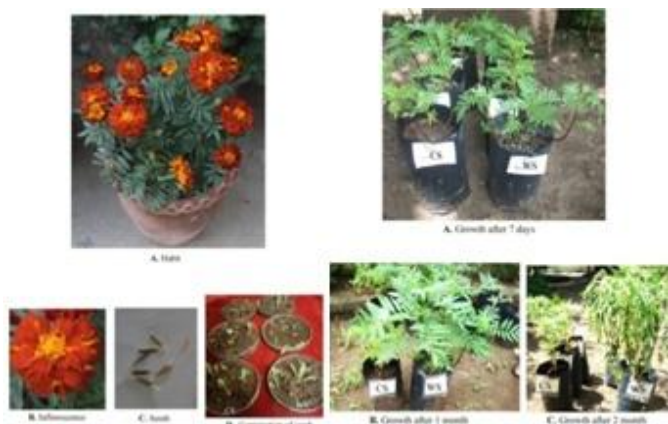 A. Habit
CS
WS
A. Growth after 7 days
B. Inflorescence
C. Seeds
CS
WS
B. Growth after 1 month
CS
WS
C. Growth after 2 month